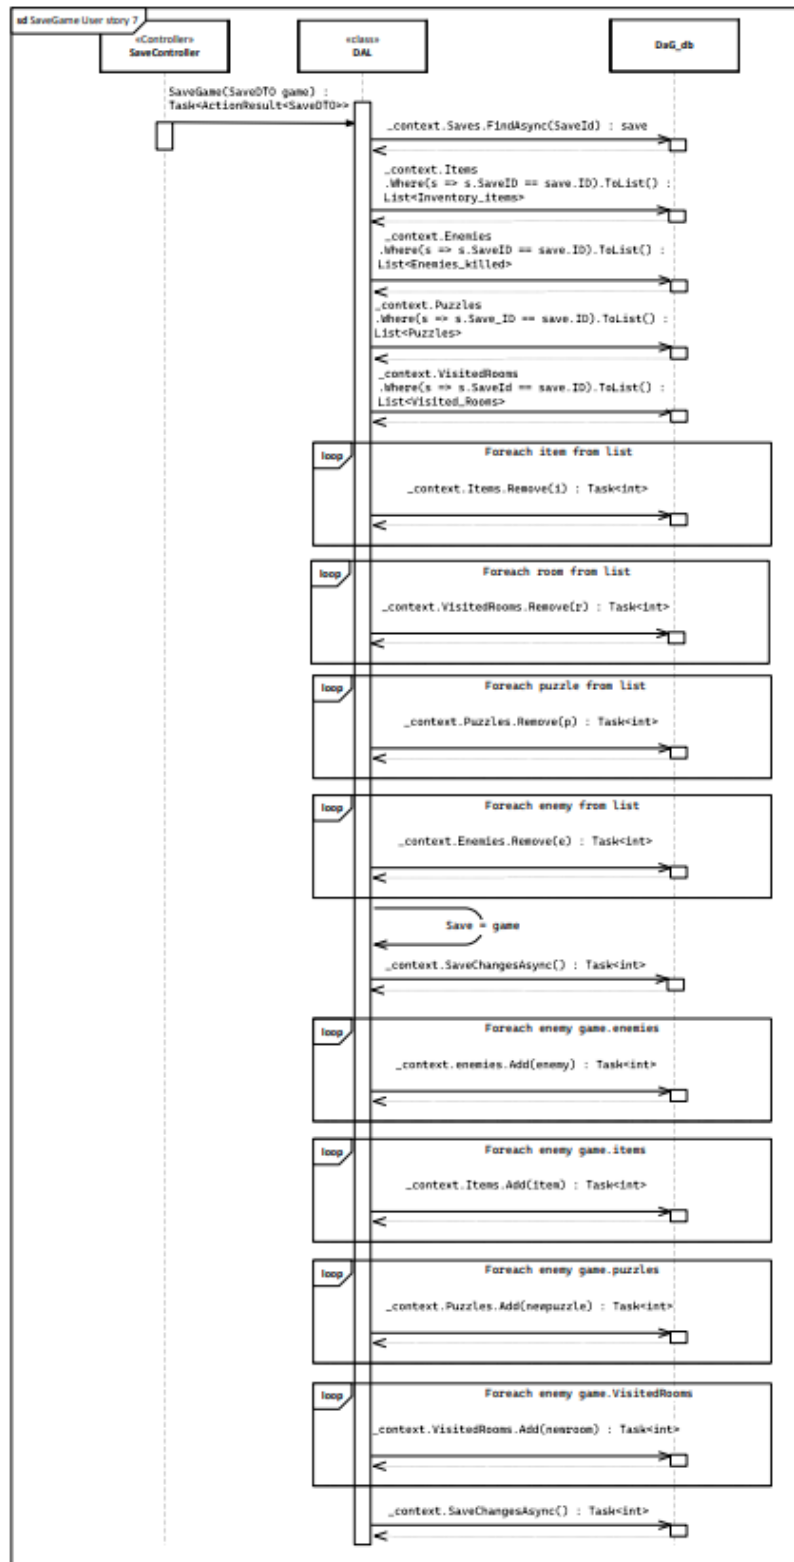 sd SaveGame User story 7
«Controller»
SaveController
«class»
DAL
DaG_db
SaveGame(SaveDTO game) :
Task<ActionResult<SaveDTO>>
_context.Saves.FindAsync(SaveId) : save
_context.Items
.Where(s => s.SaveID == save.ID).ToList() :
List<Inventory_items>
_context.Enemies
.Where(s => s.SaveID == save.ID).ToList() :
List<Enemies_killed>
_context.Puzzles
.Where(s => s.Save_ID == save.ID).ToList() :
List<Puzzles>
_context.VisitedRooms
.Where(s => s.SaveId == save.ID).ToList() :
List<Visited_Rooms>
loop
Foreach item from list
_context.Items.Remove(i) : Task<int>
loop
Foreach room from list
_context.VisitedRooms.Remove(r) : Task<int>
loop
Foreach puzzle from list
_context.Puzzles.Remove(p) : Task<int>
loop
Foreach enemy from list
_context.Enemies.Remove(e) : Task<int>
Save = game
_context.SaveChangesAsync() : Task<int>
loop
Foreach enemy game.enemies
_context.enemies.Add(enemy) : Task<int>
loop
Foreach enemy game.items
_context.Items.Add(item) : Task<int>
loop
Foreach enemy game.puzzles
_context.Puzzles.Add(newpuzzle) : Task<int>
loop
Foreach enemy game.VisitedRooms
_context.VisitedRooms.Add(newroom) : Task<int>
_context.SaveChangesAsync() : Task<int>